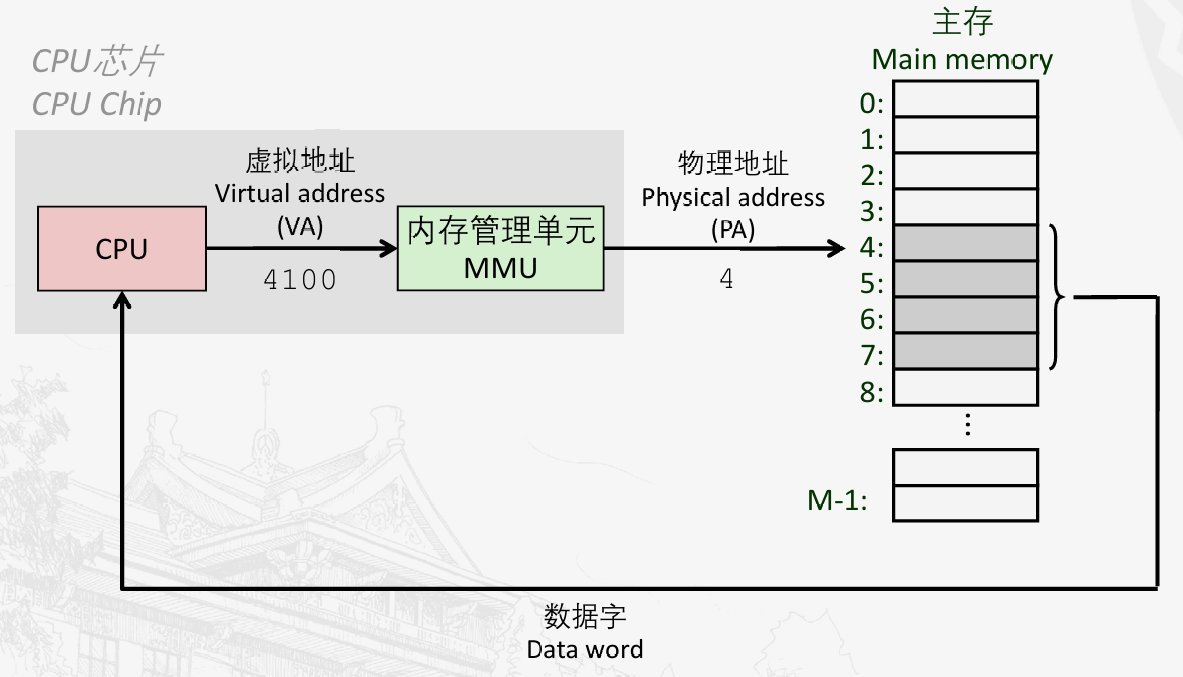 CPU芯片
CPU Chip
虚拟地址
Virtual address
(VA)
4100
CPU
内存管理单元
MMU
物理地址
Physical address
(PA)
4
主存
Main memory
0:
1:
2:
3:
4:
5:
6:
7:
8:
⋮
M-1:
数据字
Data word